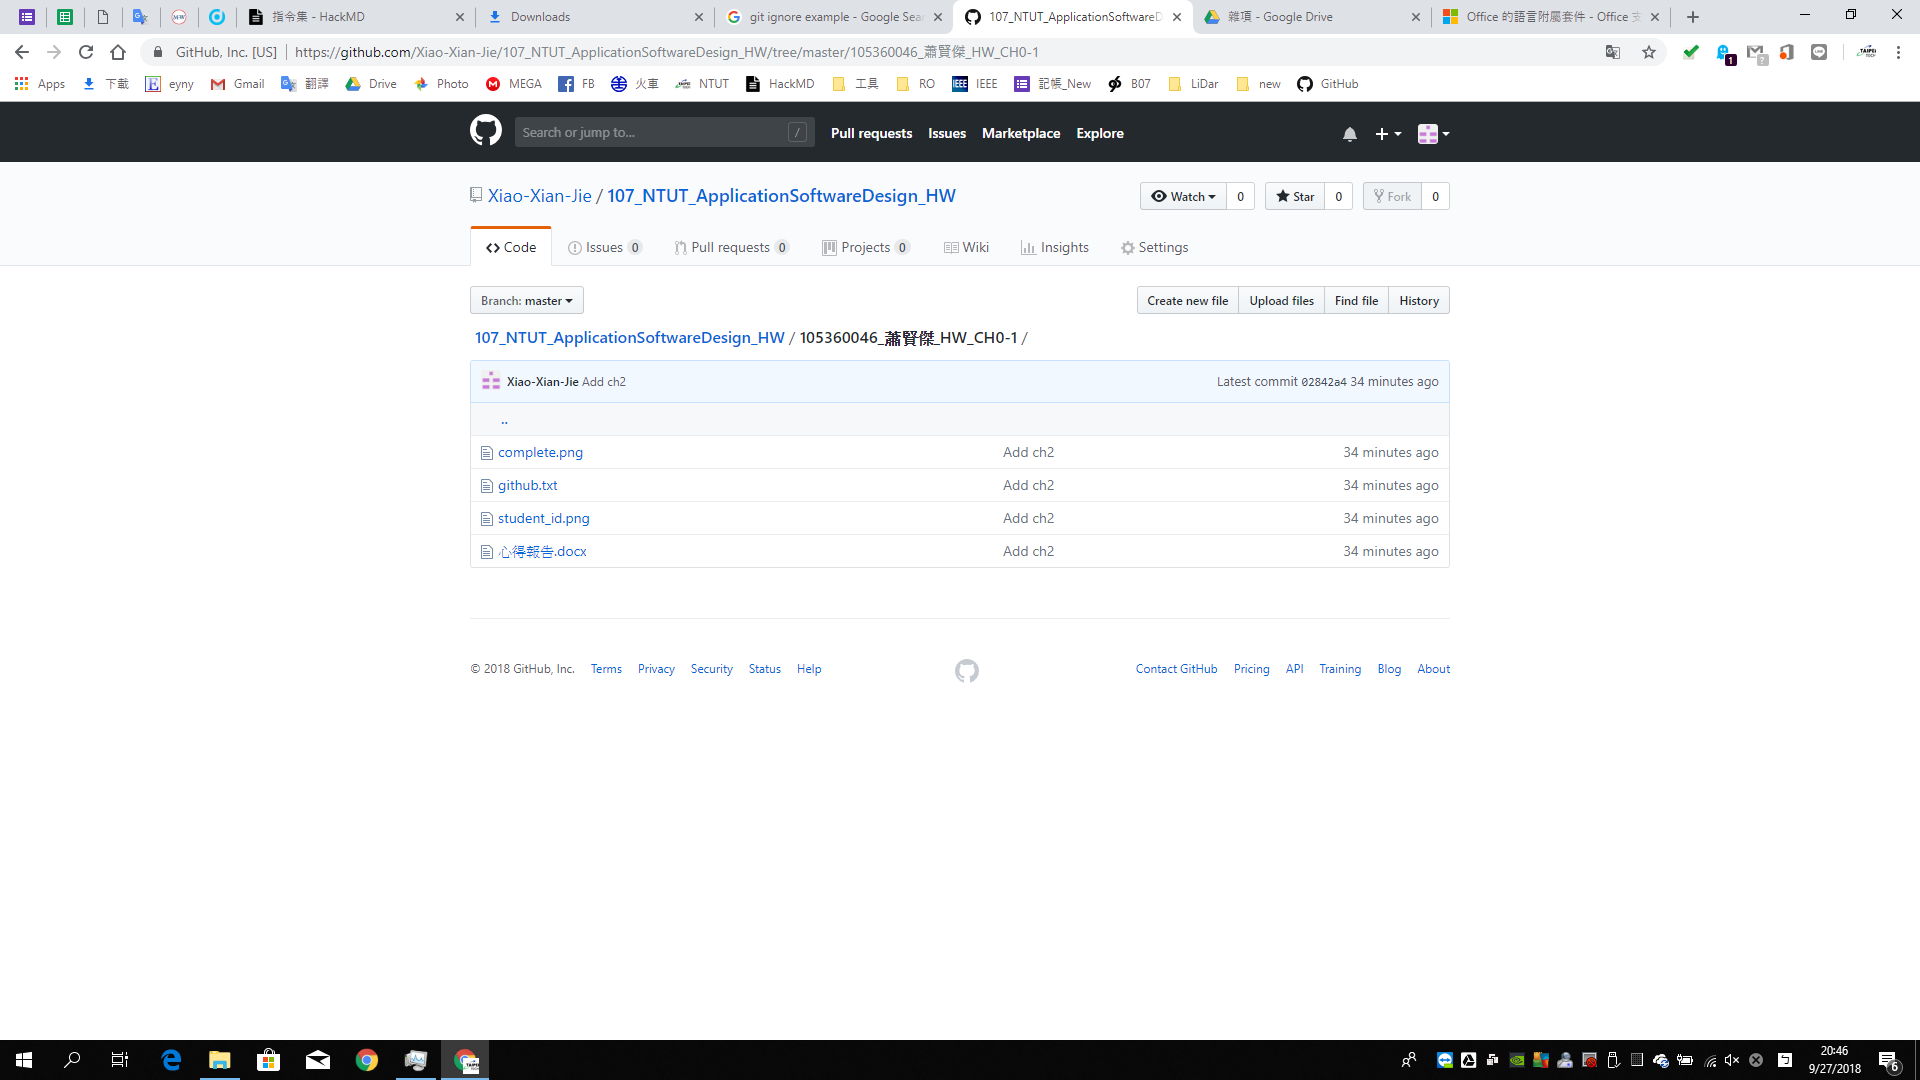 指令集 - HackMD
Downloads
git ignore example - Google Sea
107_NTUT_ApplicationSoftwareD
雜項 - Google Drive
Office 的語言附屬套件 - Office 支
GitHub, Inc. [US] https://github.com/Xiao-Xian-Jie/107_NTUT_ApplicationSoftwareDesign_HW/tree/master/105360046_蕭賢傑_HW_CH0-1
1 ?
Apps 下載 eyny Gmail 翻譯 Drive Photo MEGA FB 火車 NTUT HackMD 工具 RO IEEE 記帳_New B07 LiDar new GitHub
Search or jump to... / Pull requests Issues Marketplace Explore
Xiao-Xian-Jie / 107_NTUT_ApplicationSoftwareDesign_HW Watch 0 Star 0 Fork 0
Code Issues 0 Pull requests 0 Projects 0 Wiki Insights Settings
Branch: master Create new file Upload files Find file History
107_NTUT_ApplicationSoftwareDesign_HW / 105360046_蕭賢傑_HW_CH0-1 /
Xiao-Xian-Jie Add ch2 Latest commit 02842a4 34 minutes ago
..
complete.png Add ch2 34 minutes ago
github.txt Add ch2 34 minutes ago
student_id.png Add ch2 34 minutes ago
心得報告.docx Add ch2 34 minutes ago
© 2018 GitHub, Inc. Terms Privacy Security Status Help Contact GitHub Pricing API Training Blog About
20:46
9/27/2018
6